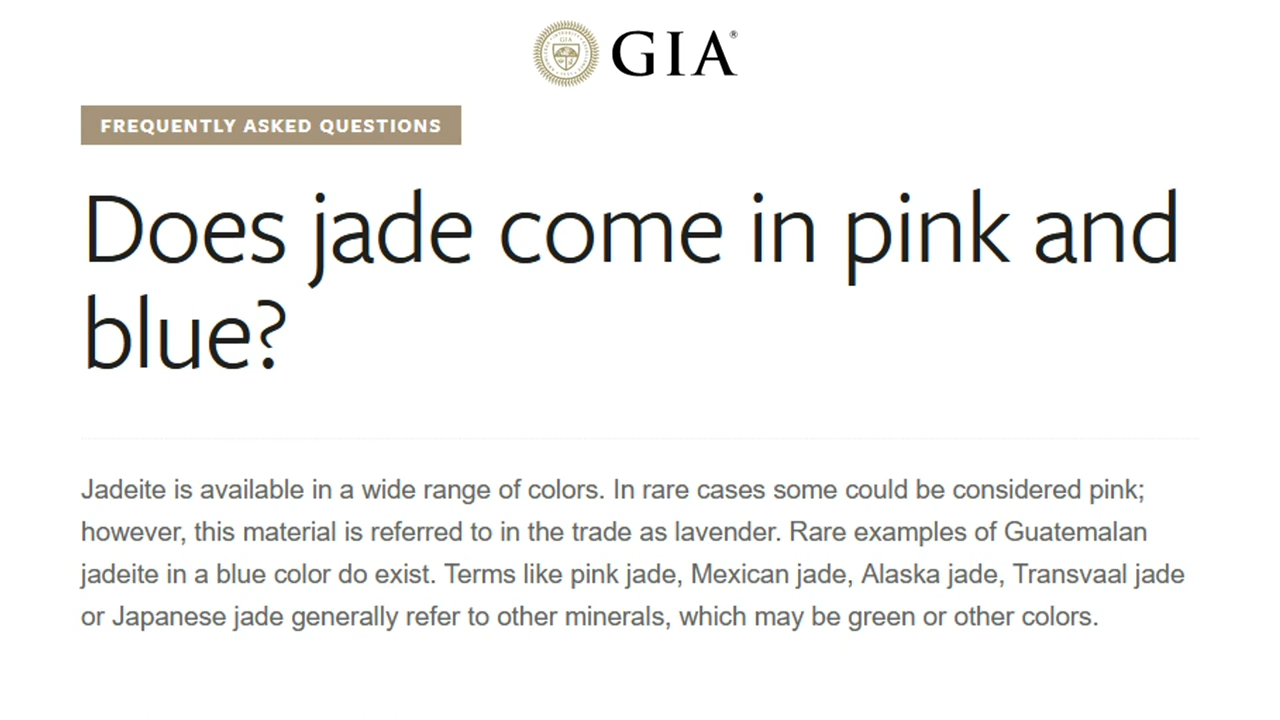 GIA®
FREQUENTLY ASKED QUESTIONS
Does jade come in pink and
blue?
Jadeite is available in a wide range of colors. In rare cases some could be considered pink;
however, this material is referred to in the trade as lavender. Rare examples of Guatemalan
jadeite in a blue color do exist. Terms like pink jade, Mexican jade, Alaska jade, Transvaal jade
or Japanese jade generally refer to other minerals, which may be green or other colors.